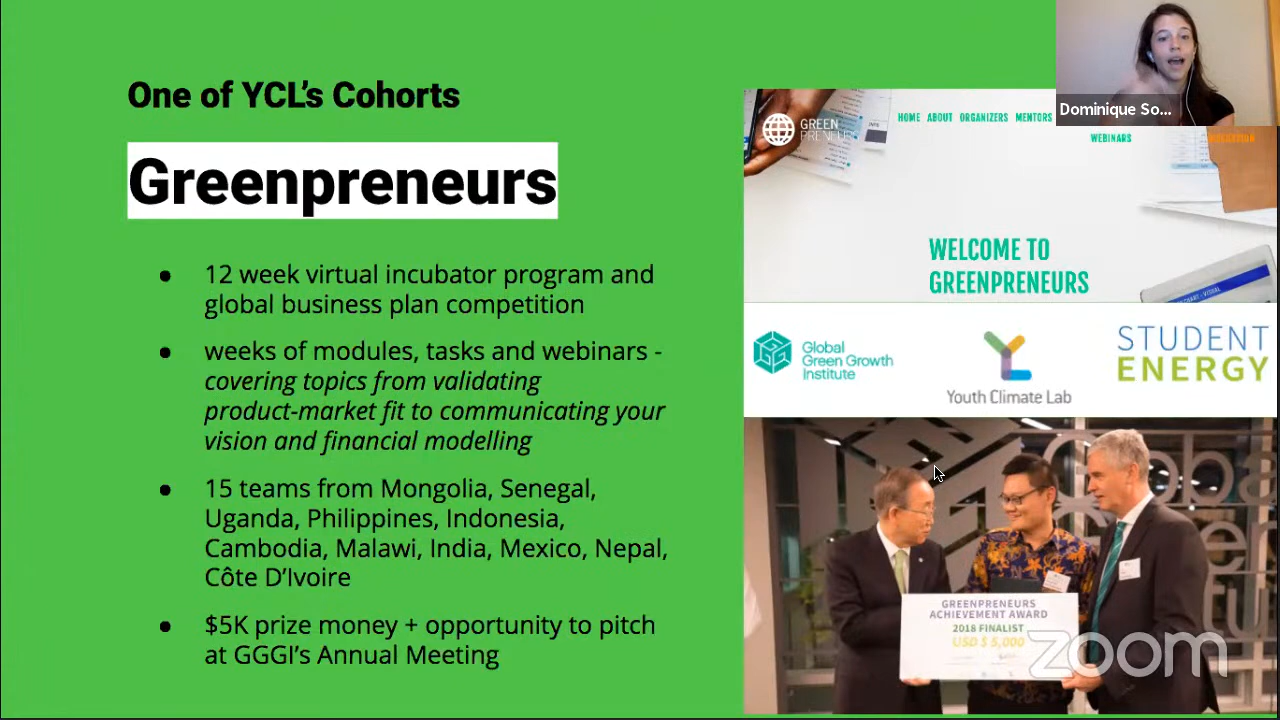 One of YCL's Cohorts
Greenpreneurs
● 12 week virtual incubator program and
global business plan competition
● weeks of modules, tasks and webinars -
covering topics from validating
product-market fit to communicating your
vision and financial modelling
● 15 teams from Mongolia, Senegal,
Uganda, Philippines, Indonesia,
Cambodia, Malawi, India, Mexico, Nepal,
Côte D'Ivoire
● $5K prize money + opportunity to pitch
at GGGI's Annual Meeting
Dominique So...
GREEN
HOME ABOUT ORGANIZERS MENTORS
WEBINARS
WELCOME TO
GREENPRENEURS
Global
Green Growth
Institute
Youth Climate Lab
STUDENT
ENERGY
GREENPRENEURS
ACHIEVEMENT AWARD
2018 FINALIST
USD $ 5,000
zoom